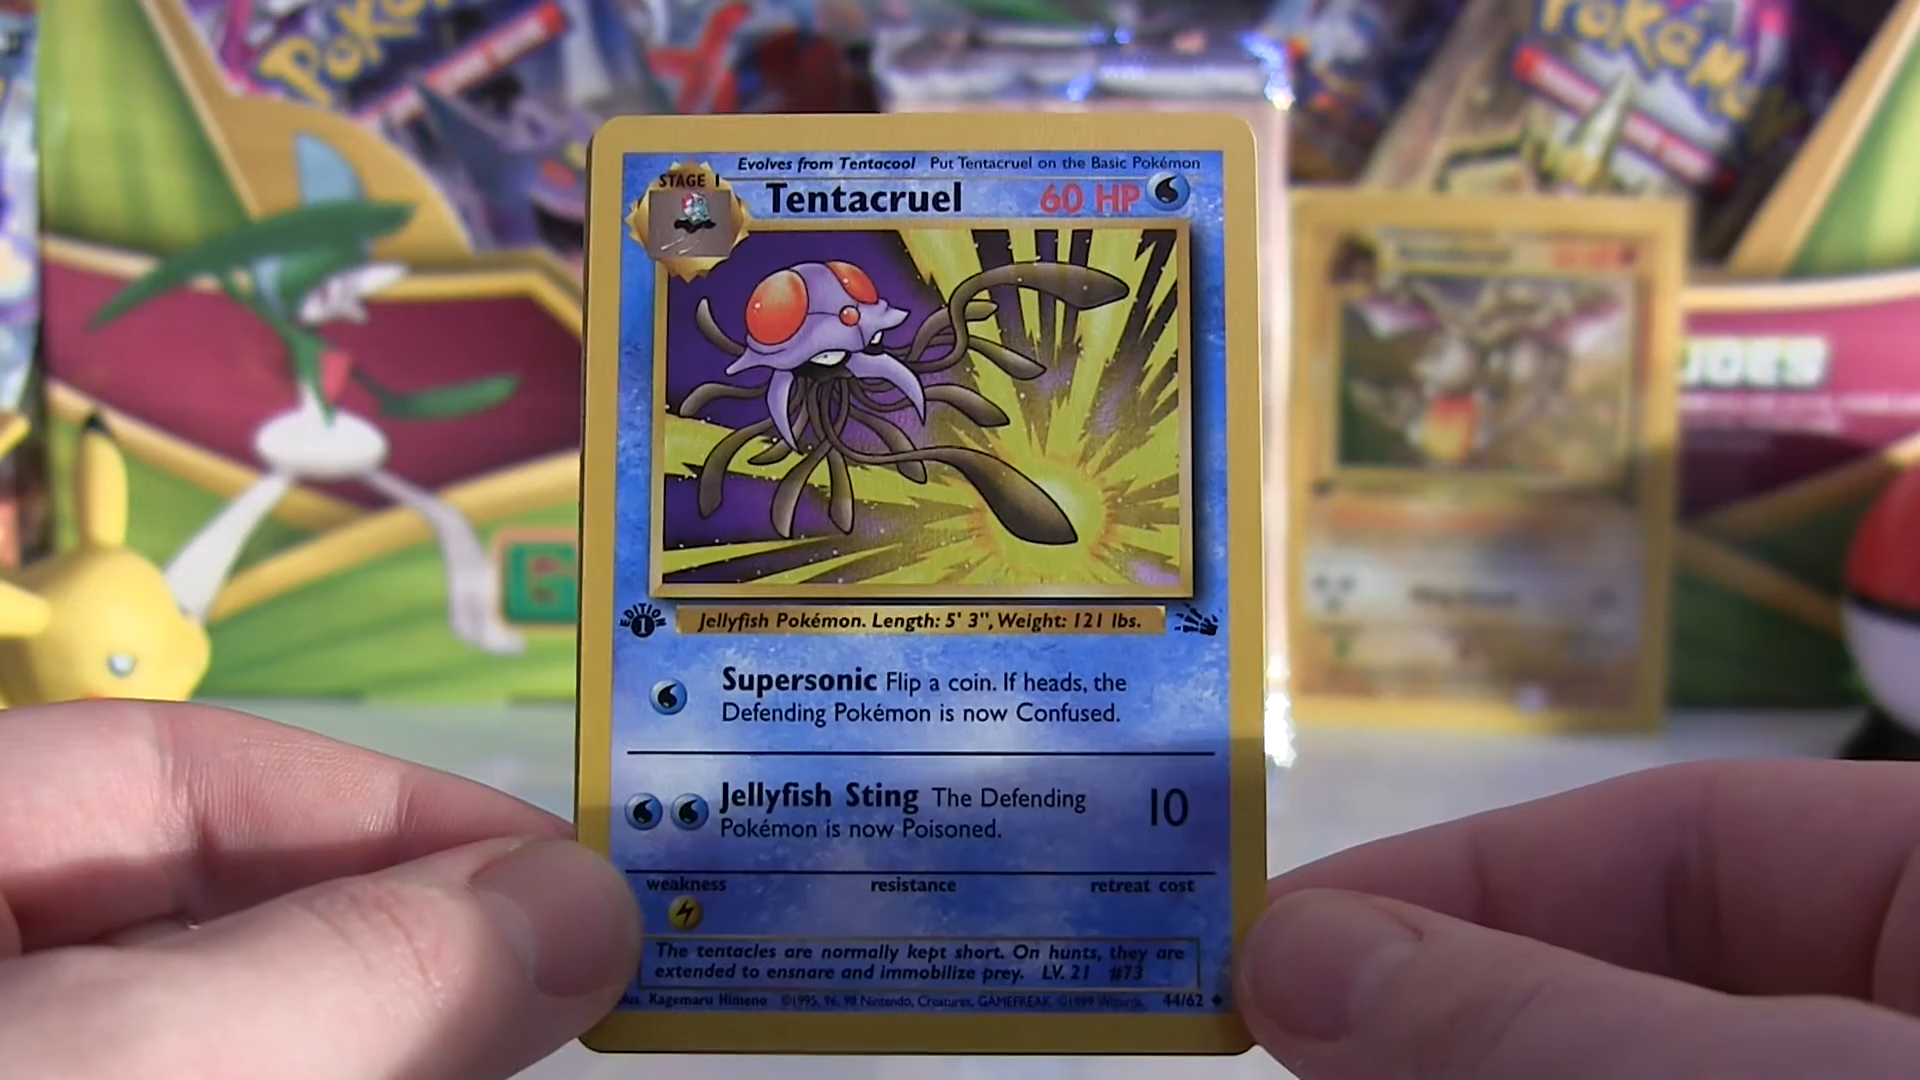 Pokém
Evolves from Tentacool Put Tentacruel on the Basic Pokémon
STAGE 1
Tentacruel 60 HP
EDITION
1
Jellyfish Pokémon. Length: 5' 3", Weight: 121 lbs.
Supersonic Flip a coin. If heads, the
Defending Pokémon is now Confused.
Jellyfish Sting The Defending 10
Pokémon is now Poisoned.
weakness resistance retreat cost
The tentacles are normally kept short. On hunts, they are
extended to ensnare and immobilize prey. LV. 21 #73
Kagemaru Himeno ©1995, 96, 98 Nintendo, Creatures, GAMEFREAK. ©1999 Wizards. 44/62